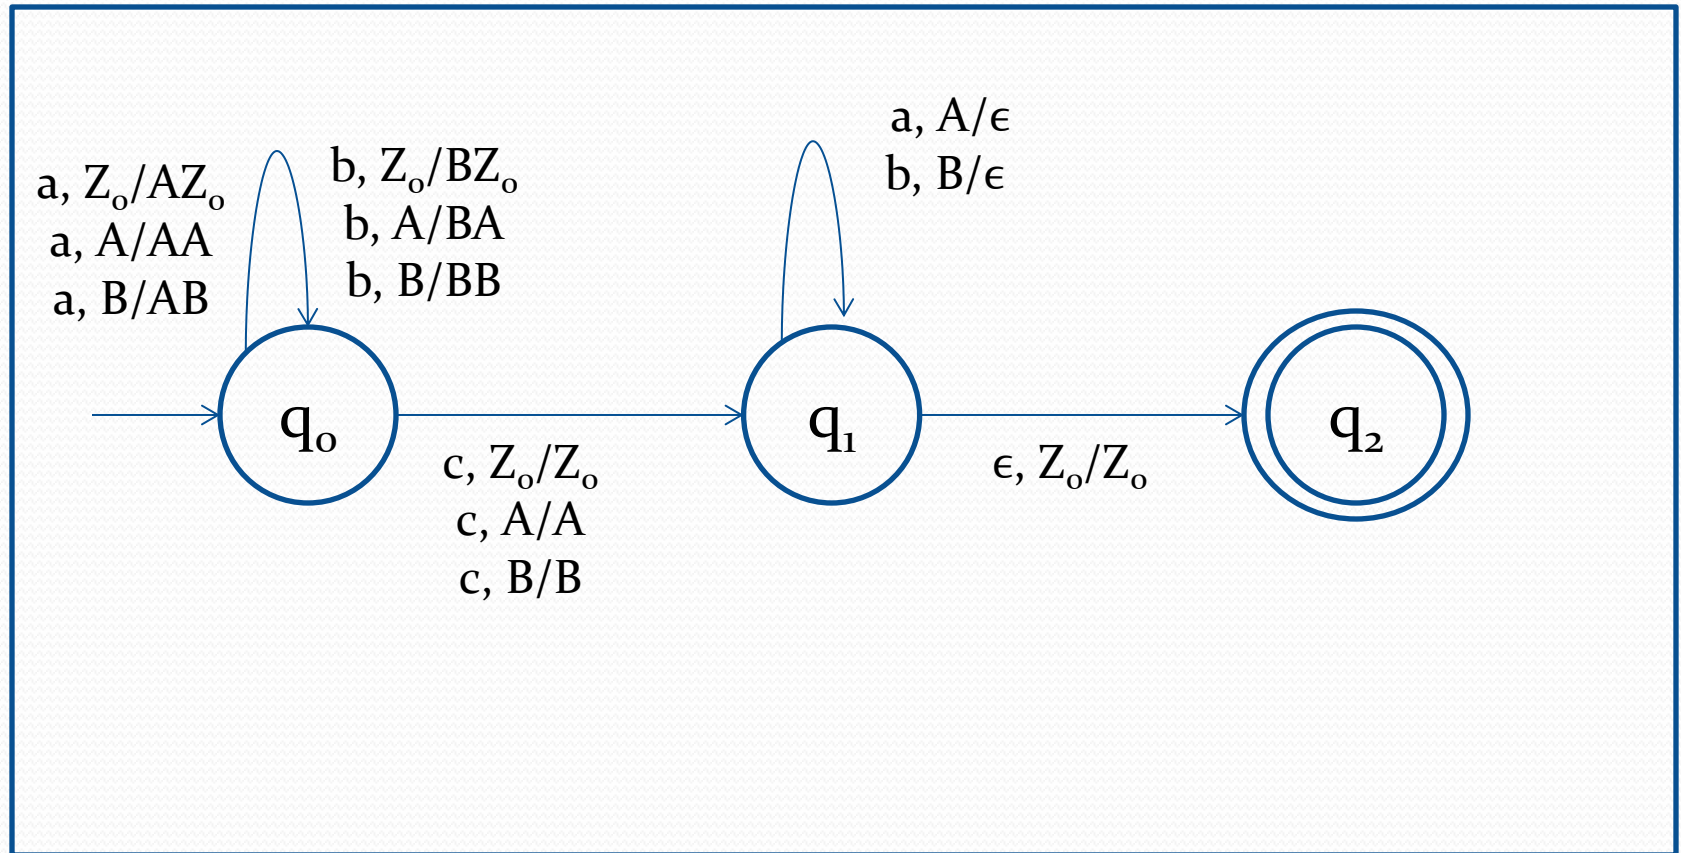 a, Z₀/AZ₀
a, A/AA
a, B/AB
b, Z₀/BZ₀
b, A/BA
b, B/BB
a, A/ϵ
b, B/ϵ
q₀
q₁
q₂
c, Z₀/Z₀
c, A/A
c, B/B
ϵ, Z₀/Z₀